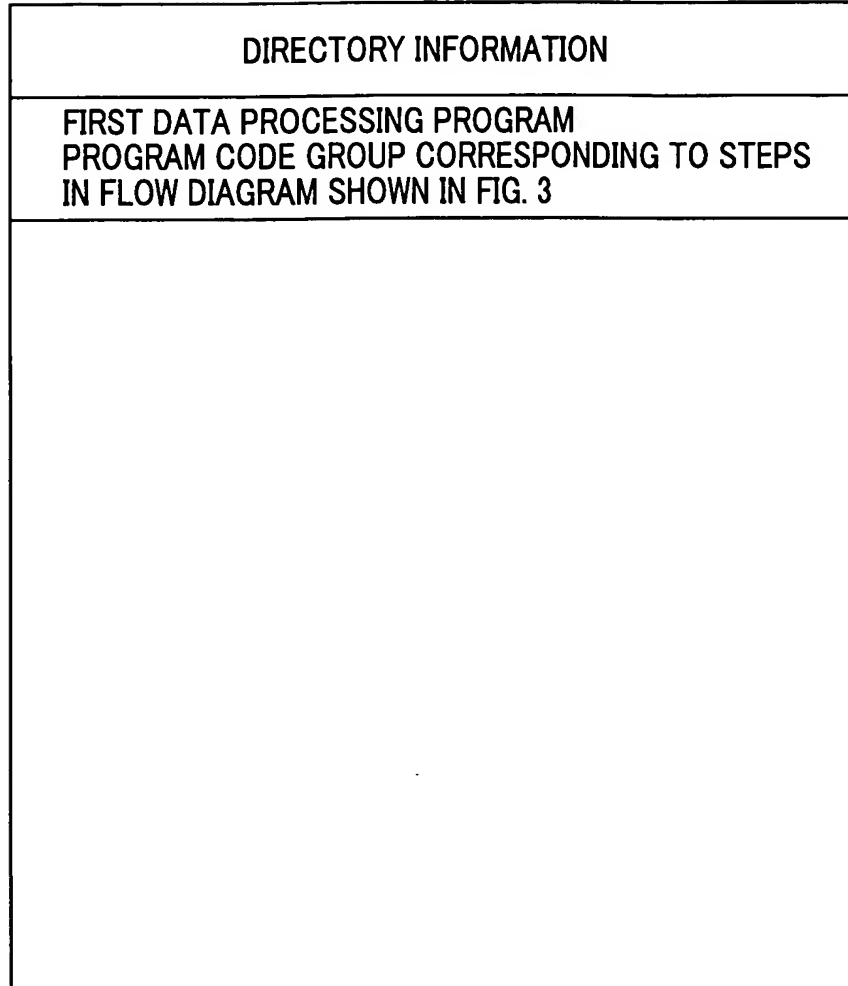 DIRECTORY INFORMATION
FIRST DATA PROCESSING PROGRAM
PROGRAM CODE GROUP CORRESPONDING TO STEPS
IN FLOW DIAGRAM SHOWN IN FIG. 3